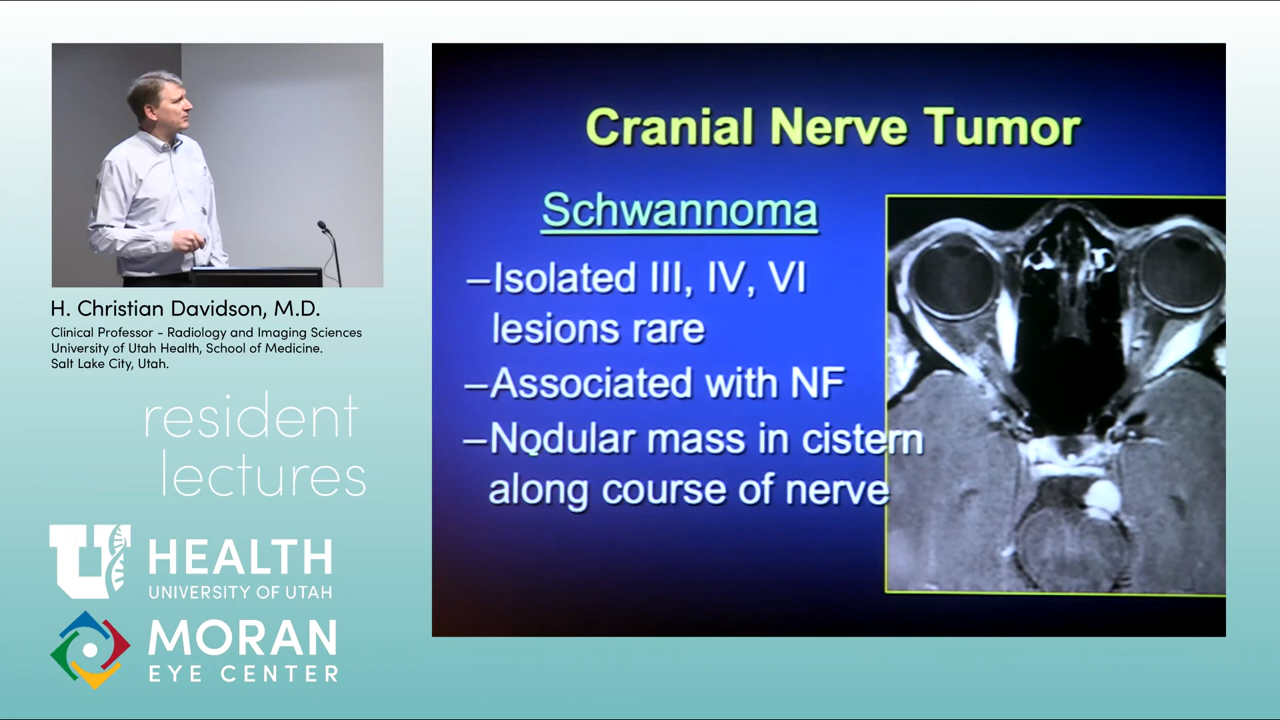 H. Christian Davidson, M.D.
Clinical Professor - Radiology and Imaging Sciences
University of Utah Health, School of Medicine.
Salt Lake City, Utah.
resident
lectures
U HEALTH
UNIVERSITY OF UTAH
MORAN
EYE CENTER
Cranial Nerve Tumor
Schwannoma
–Isolated III, IV, VI
lesions rare
–Associated with NF
–Nodular mass in cistern
along course of nerve